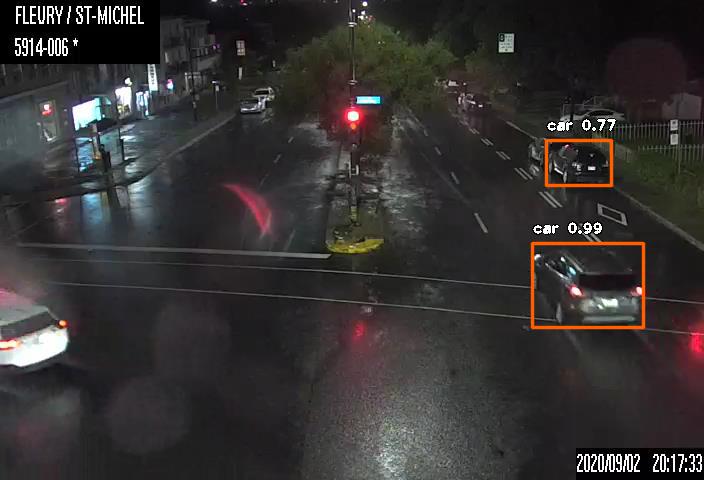 FLEURY / ST-MICHEL
5914-006 *
car 0.77
car 0.99
2020/09/02 20:17:33